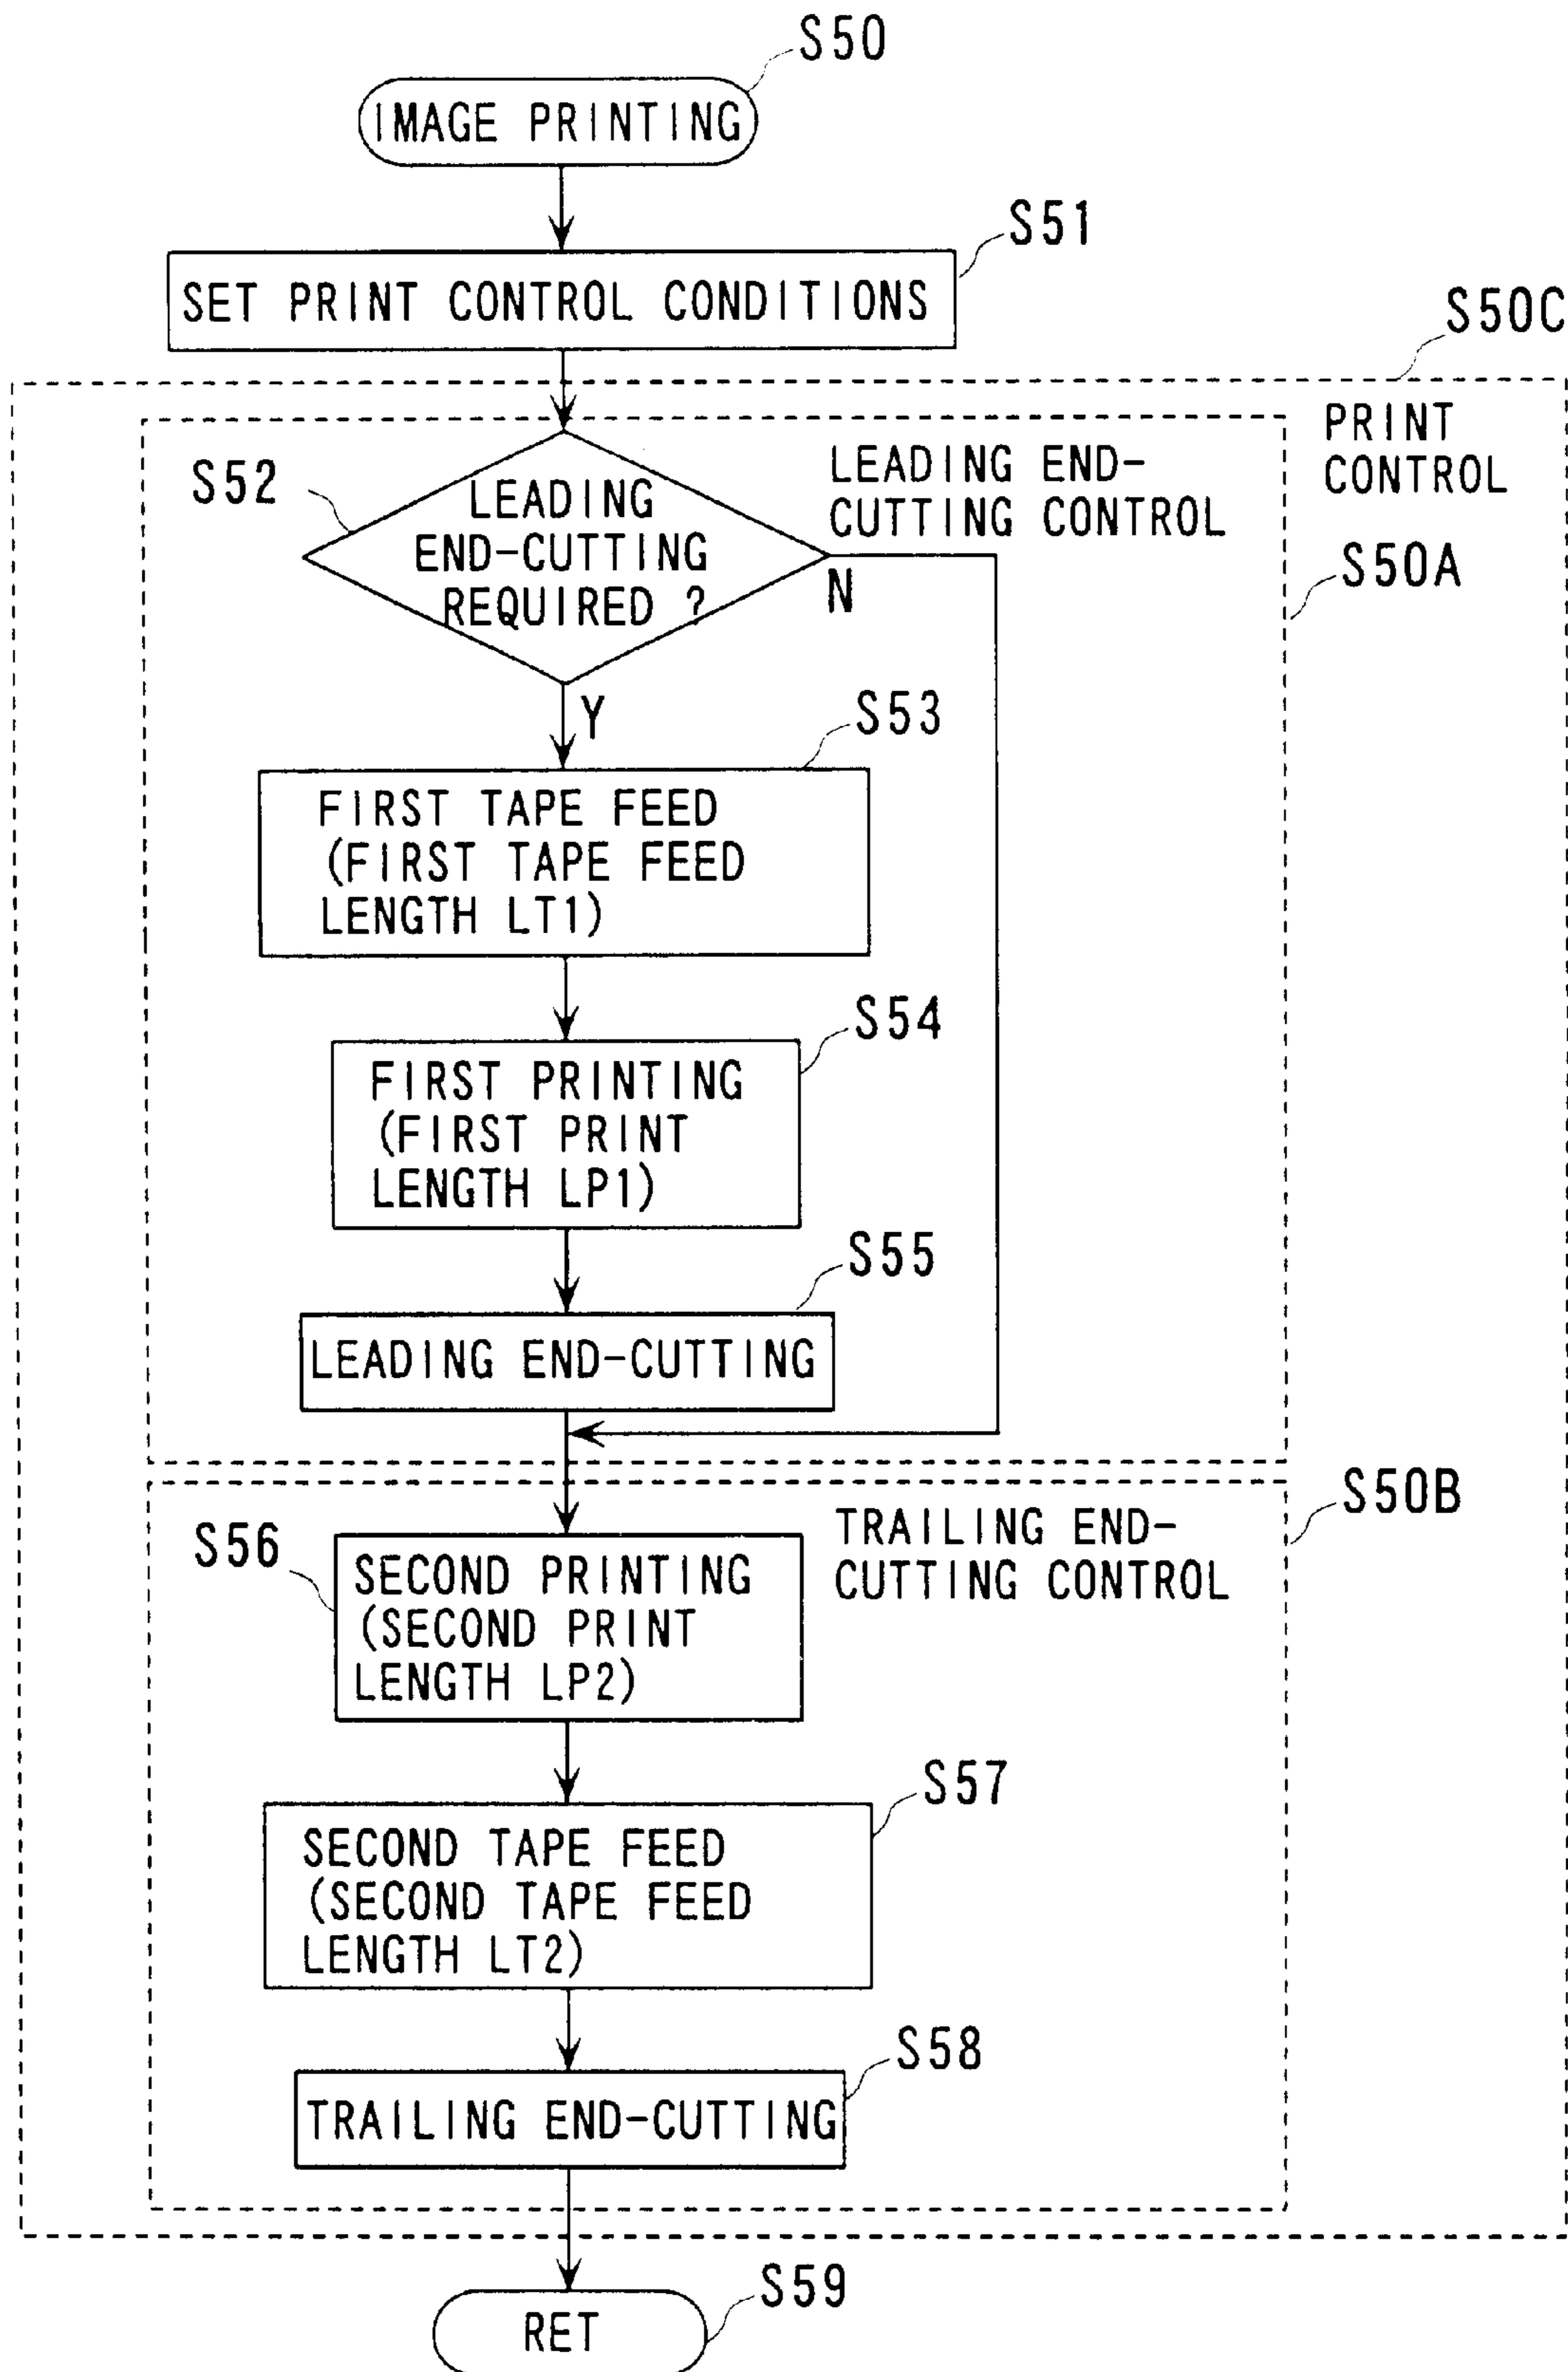 S50
IMAGE PRINTING
S51
SET PRINT CONTROL CONDITIONS
S50C
PRINT
CONTROL
S52
LEADING
END-CUTTING
REQUIRED ?
LEADING END-
CUTTING CONTROL
S50A
N
Y
S53
FIRST TAPE FEED
(FIRST TAPE FEED
LENGTH LT1)
S54
FIRST PRINTING
(FIRST PRINT
LENGTH LP1)
S55
LEADING END-CUTTING
S50B
S56
SECOND PRINTING
(SECOND PRINT
LENGTH LP2)
TRAILING END-
CUTTING CONTROL
S57
SECOND TAPE FEED
(SECOND TAPE FEED
LENGTH LT2)
S58
TRAILING END-CUTTING
S59
RET